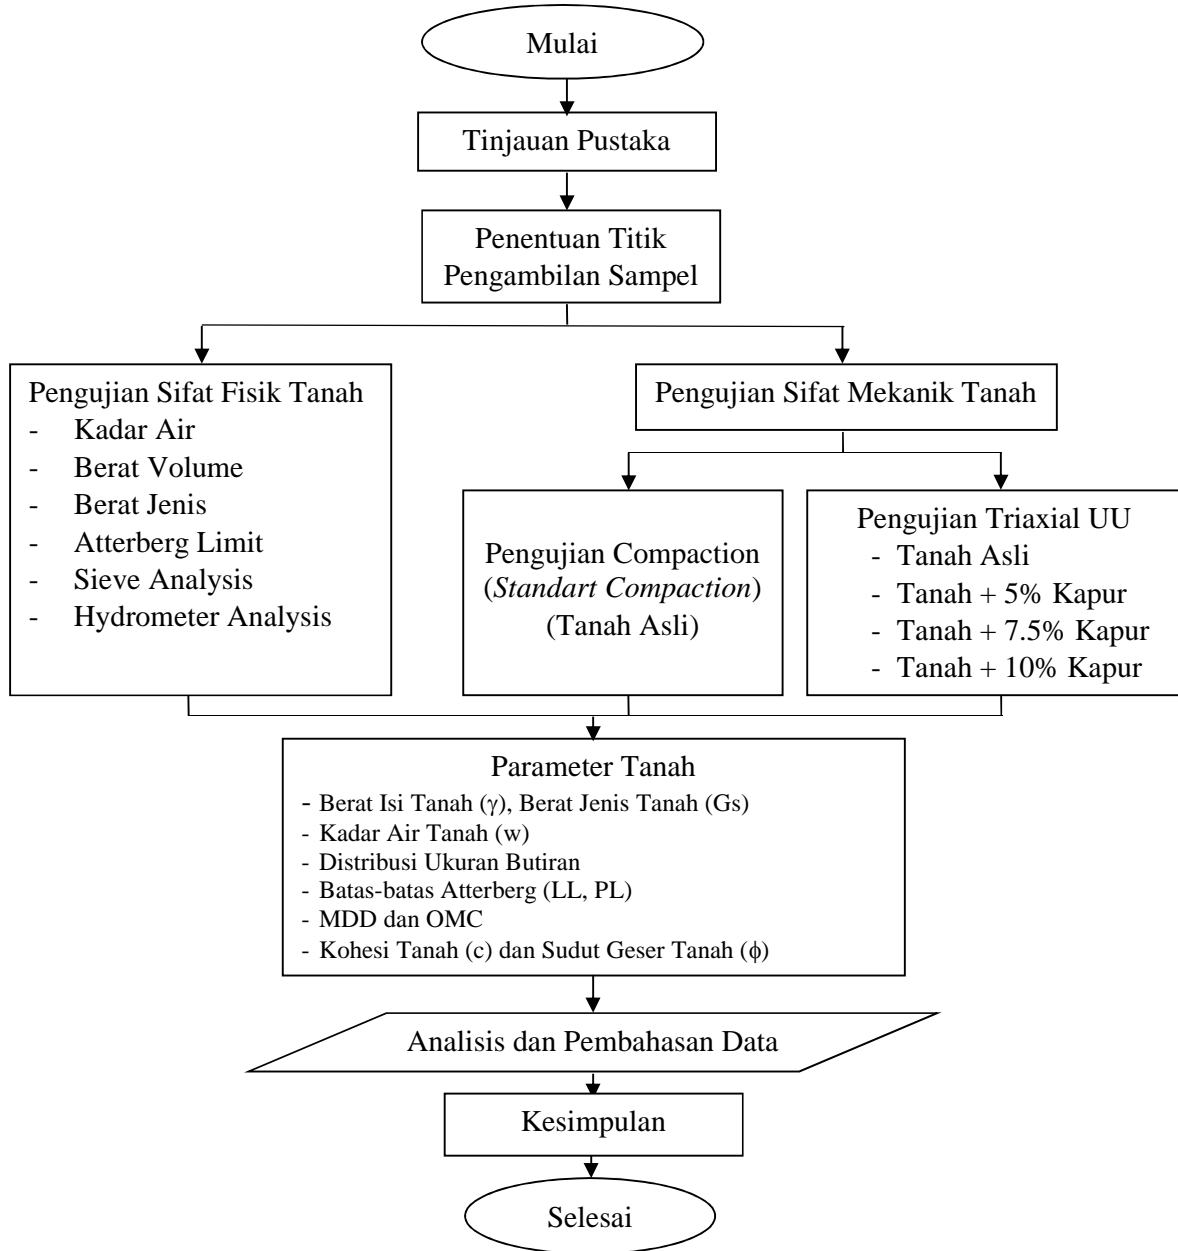 Mulai
Tinjauan Pustaka
Penentuan Titik
Pengambilan Sampel
Pengujian Sifat Fisik Tanah
- Kadar Air
- Berat Volume
- Berat Jenis
- Atterberg Limit
- Sieve Analysis
- Hydrometer Analysis
Pengujian Sifat Mekanik Tanah
Pengujian Compaction
(Standart Compaction)
(Tanah Asli)
Pengujian Triaxial UU
- Tanah Asli
- Tanah + 5% Kapur
- Tanah + 7.5% Kapur
- Tanah + 10% Kapur
Parameter Tanah
- Berat Isi Tanah (γ), Berat Jenis Tanah (Gs)
- Kadar Air Tanah (w)
- Distribusi Ukuran Butiran
- Batas-batas Atterberg (LL, PL)
- MDD dan OMC
- Kohesi Tanah (c) dan Sudut Geser Tanah (ϕ)
Analisis dan Pembahasan Data
Kesimpulan
Selesai